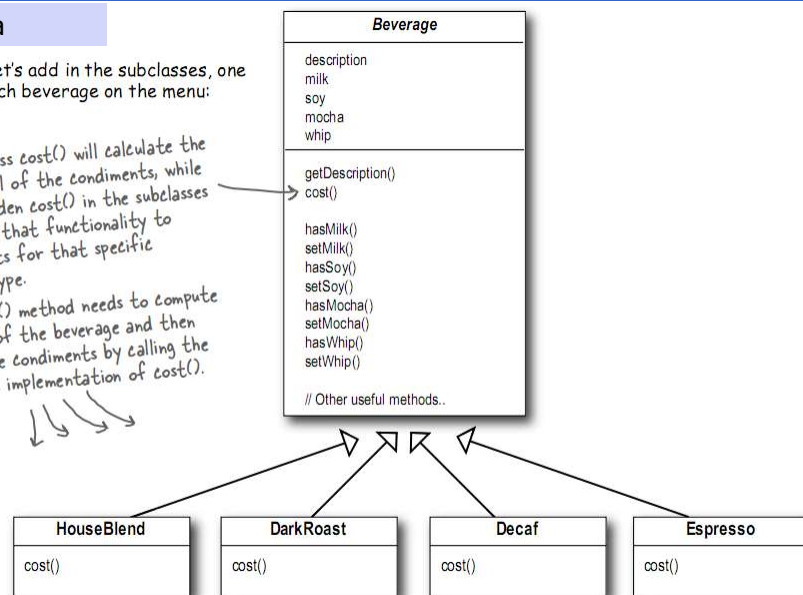 a
et's add in the subclasses, one
ch beverage on the menu:
ss cost() will calculate the
l of the condiments, while
den cost() in the subclasses
that functionality to
ts for that specific
ype.
() method needs to compute
of the beverage and then
e condiments by calling the
implementation of cost().
Beverage
description
milk
soy
mocha
whip
getDescription()
cost()
hasMilk()
setMilk()
hasSoy()
setSoy()
hasMocha()
setMocha()
hasWhip()
setWhip()
// Other useful methods..
HouseBlend
cost()
DarkRoast
cost()
Decaf
cost()
Espresso
cost()